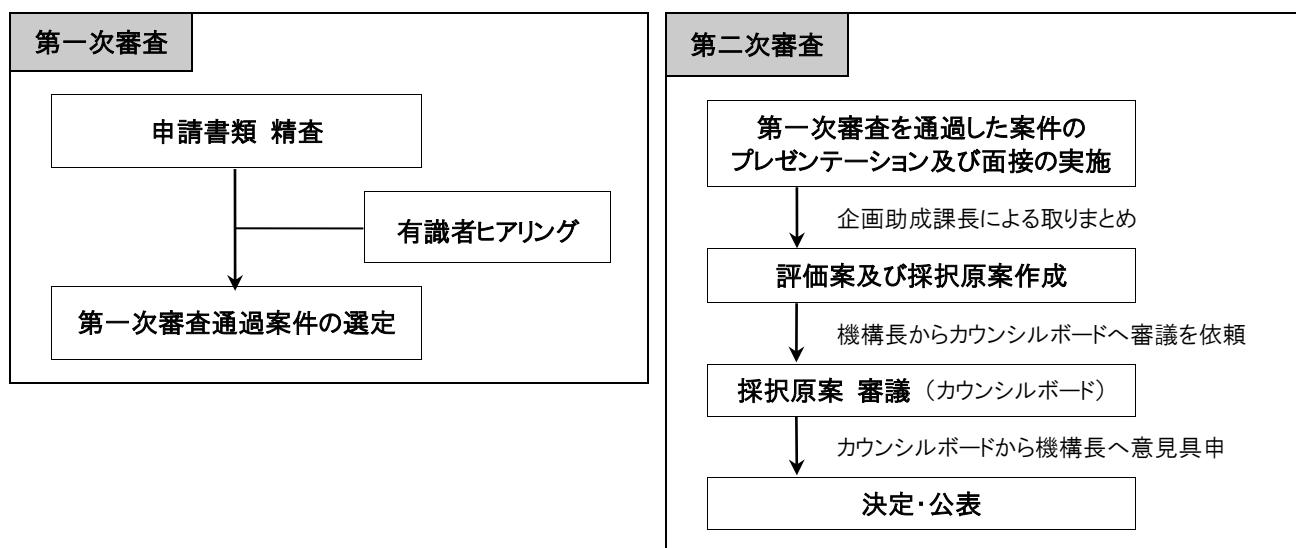 第一次審査
申請書類 精査
有識者ヒアリング
第一次審査通過案件の選定
第二次審査
第一次審査を通過した案件の
プレゼンテーション及び面接の実施
企画助成課長による取りまとめ
評価案及び採択原案作成
機構長からカウンシルボードへ審議を依頼
採択原案 審議（カウンシルボード）
カウンシルボードから機構長へ意見具申
決定・公表